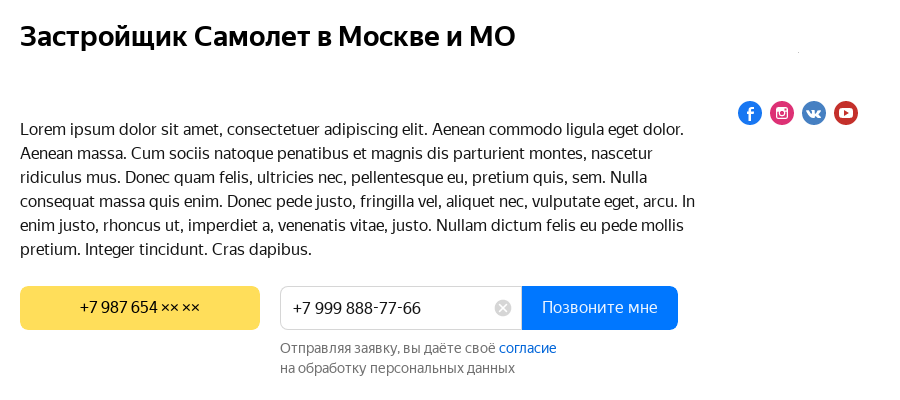 Застройщик Самолет в Москве и МО
Lorem ipsum dolor sit amet, consectetuer adipiscing elit. Aenean commodo ligula eget dolor.
Aenean massa. Cum sociis natoque penatibus et magnis dis parturient montes, nascetur
ridiculus mus. Donec quam felis, ultricies nec, pellentesque eu, pretium quis, sem. Nulla
consequat massa quis enim. Donec pede justo, fringilla vel, aliquet nec, vulputate eget, arcu. In
enim justo, rhoncus ut, imperdiet a, venenatis vitae, justo. Nullam dictum felis eu pede mollis
pretium. Integer tincidunt. Cras dapibus.
+7 987 654 ×× ××
+7 999 888-77-66
Позвоните мне
Отправляя заявку, вы даёте своё согласие
на обработку персональных данных